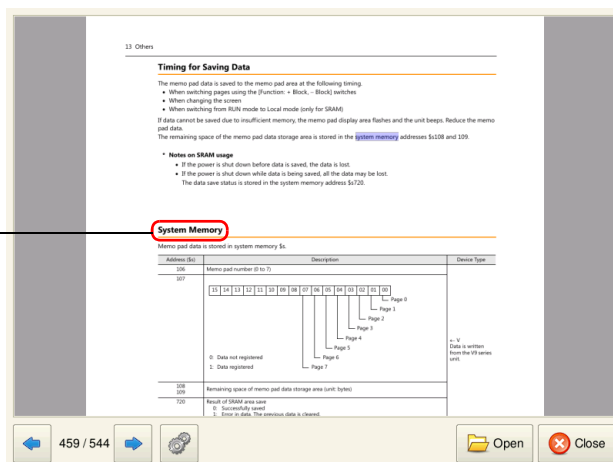 13 Others
Timing for Saving Data
The memo pad data is saved to the memo pad area at the following timing.
• When switching pages using the [Function: + Block, – Block] switches
• When changing the screen
• When switching from RUN mode to Local mode (only for SRAM)
If data cannot be saved due to insufficient memory, the memo pad display area flashes and the unit beeps. Reduce the memo
pad data.
The remaining space of the memo pad data storage area is stored in the system memory addresses $s108 and 109.
* Notes on SRAM usage
• If the power is shut down before data is saved, the data is lost.
• If the power is shut down while data is being saved, all the data may be lost.
The data save status is stored in the system memory address $s720.
System Memory
Memo pad data is stored in system memory $s.
Address ($s) Description Device Type
106 Memo pad number (0 to 7)
107
15 14 13 12 11 10 09 08 07 06 05 04 03 02 01 00
Page 0
Page 1
Page 2
Page 3
Page 4
Page 5
0: Data not registered Page 6
1: Data registered Page 7
← V
Data is written
from the V9 series
unit.
108
109
Remaining space of memo pad data storage area (unit: bytes)
720 Result of SRAM area save
0: Successfully saved
1: Error in data. The previous data is cleared.
459 / 544 Open Close